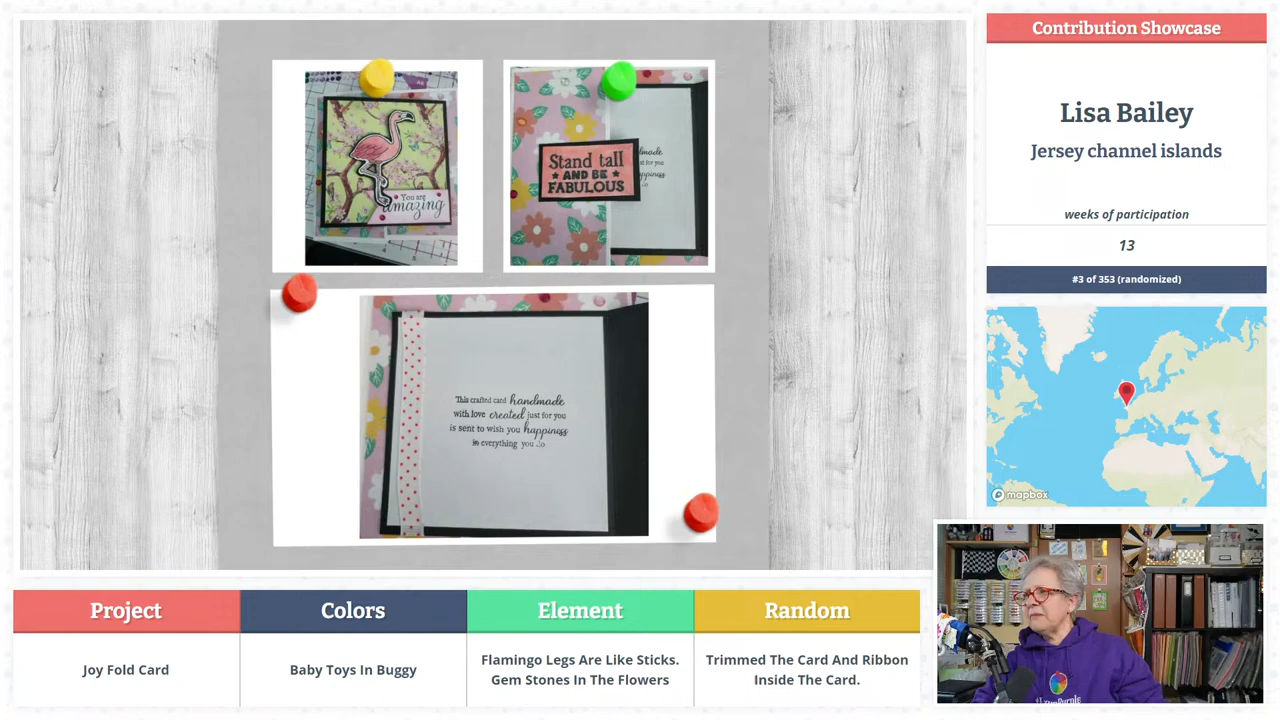 Contribution Showcase
Lisa Bailey
Jersey channel islands
weeks of participation
13
#3 of 353 (randomized)
You are
amazing
Stand tall
AND BE
FABULOUS
This crafted card handmade
with love created just for you
is sent to wish you happiness
in everything you do
mapbox
Project
Colors
Element
Random
Joy Fold Card
Baby Toys In Buggy
Flamingo Legs Are Like Sticks.
Gem Stones In The Flowers
Trimmed The Card And Ribbon
Inside The Card.